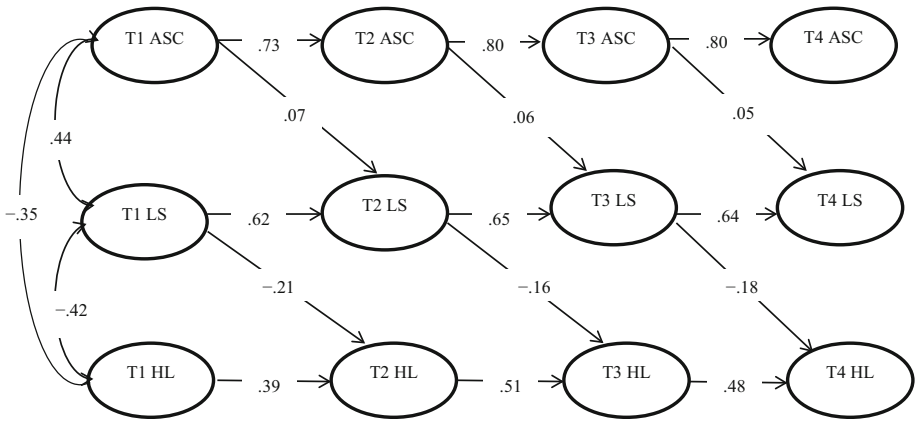 T1 ASC
.73
T2 ASC
.80
T3 ASC
.80
T4 ASC
.07
.06
.05
.44
−.35
T1 LS
.62
T2 LS
.65
T3 LS
.64
T4 LS
−.21
−.16
−.18
−.42
T1 HL
.39
T2 HL
.51
T3 HL
.48
T4 HL